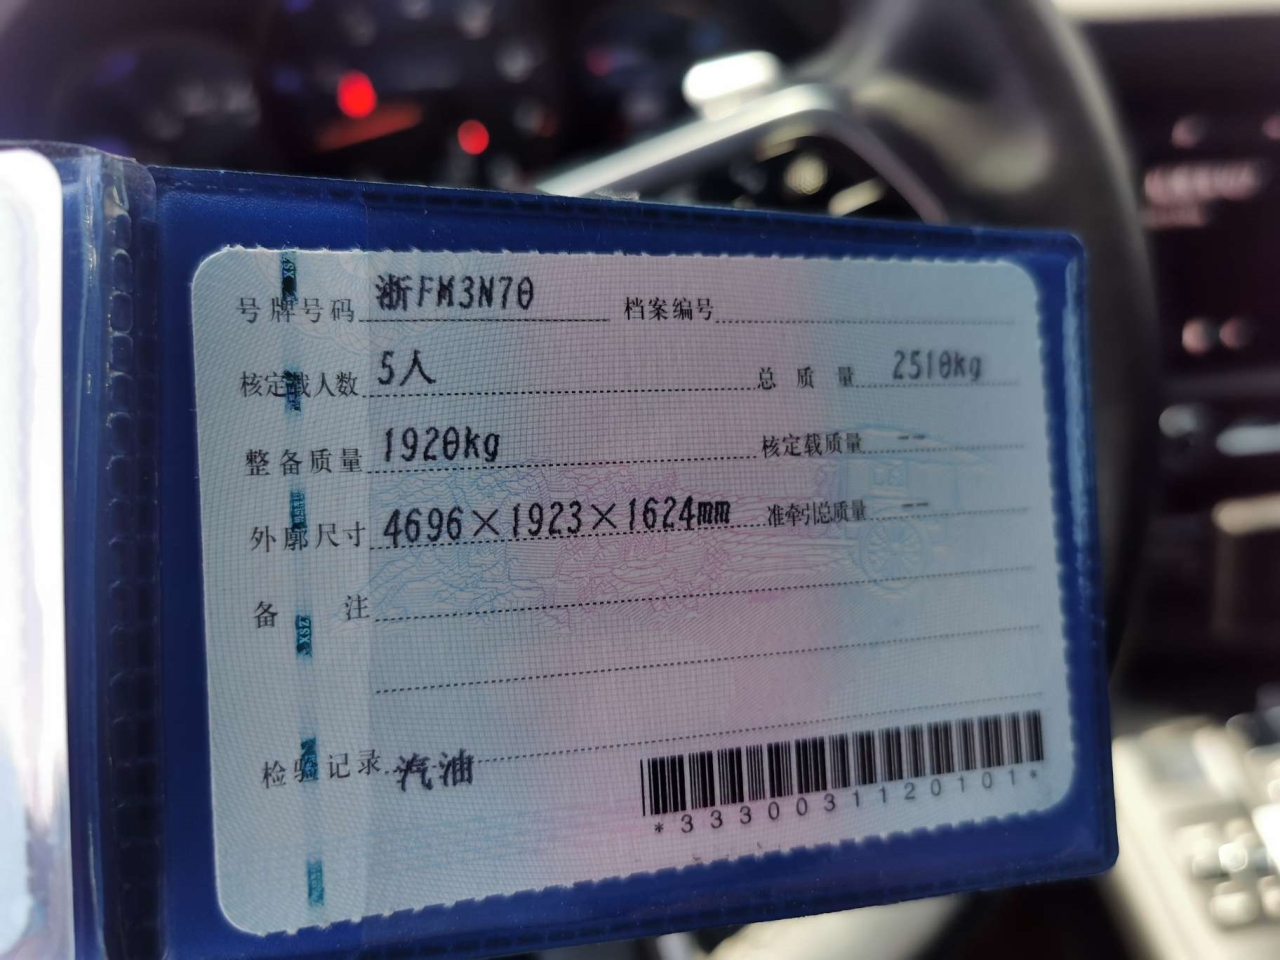 号牌号码 浙FM3N70 档案编号
核定载人数 5人 总质量 2510kg
整备质量 1920kg 核定载质量 --
外廓尺寸 4696×1923×1624mm 准牵引总质量 --
备注
检验记录 汽油
*3330031120101*